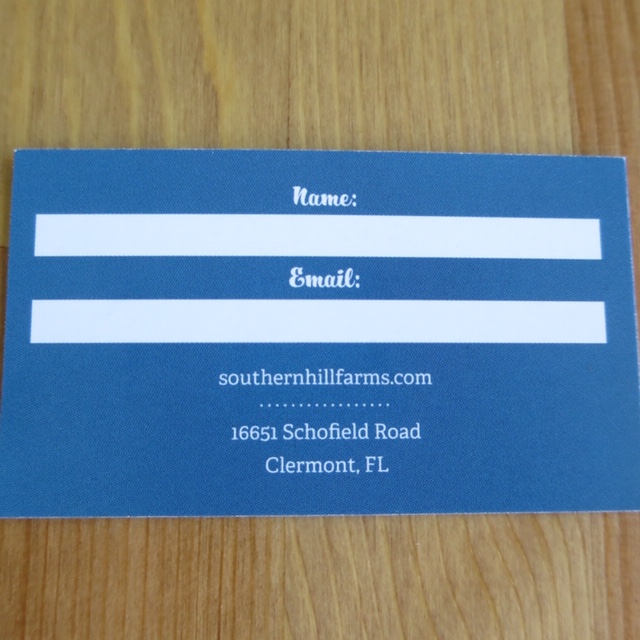 Name:
Email:
southernhillfarms.com
16651 Schofield Road
Clermont, FL